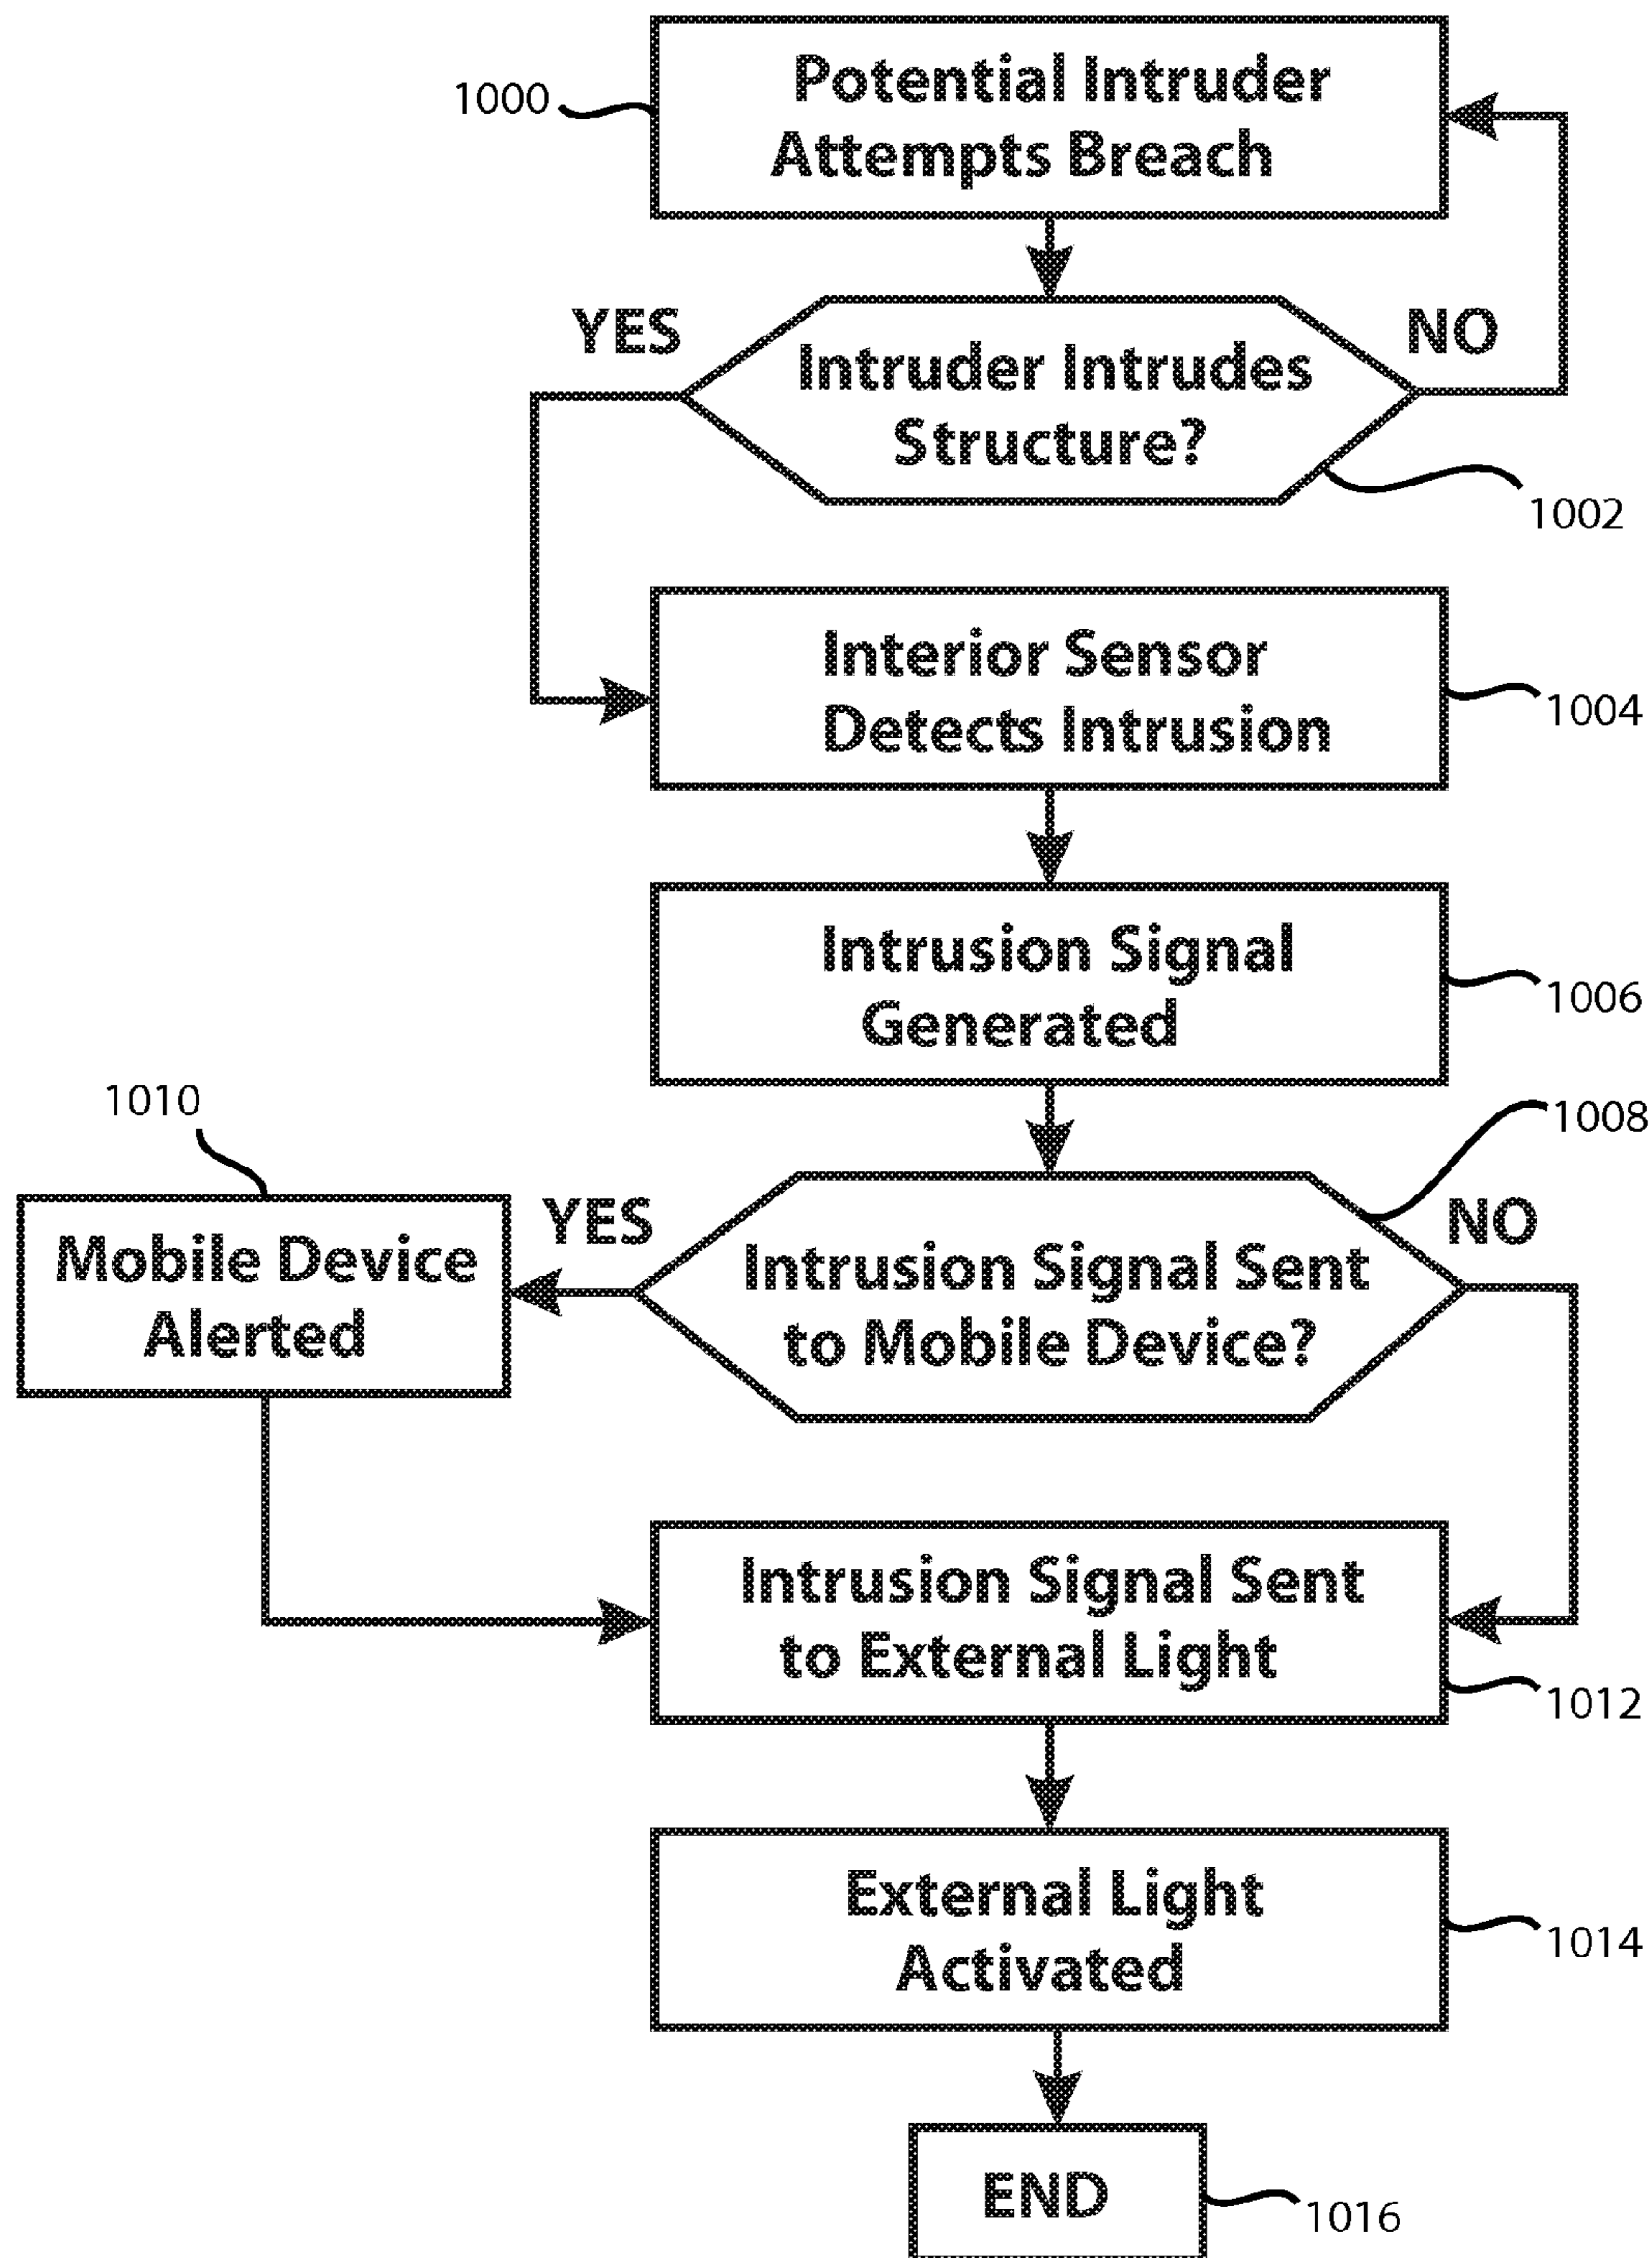 1000
Potential Intruder
Attempts Breach
YES
NO
Intruder Intrudes
Structure?
1002
Interior Sensor
Detects Intrusion
1004
Intrusion Signal
Generated
1006
1010
1008
Mobile Device
Alerted
YES
NO
Intrusion Signal Sent
to Mobile Device?
Intrusion Signal Sent
to External Light
1012
External Light
Activated
1014
END
1016